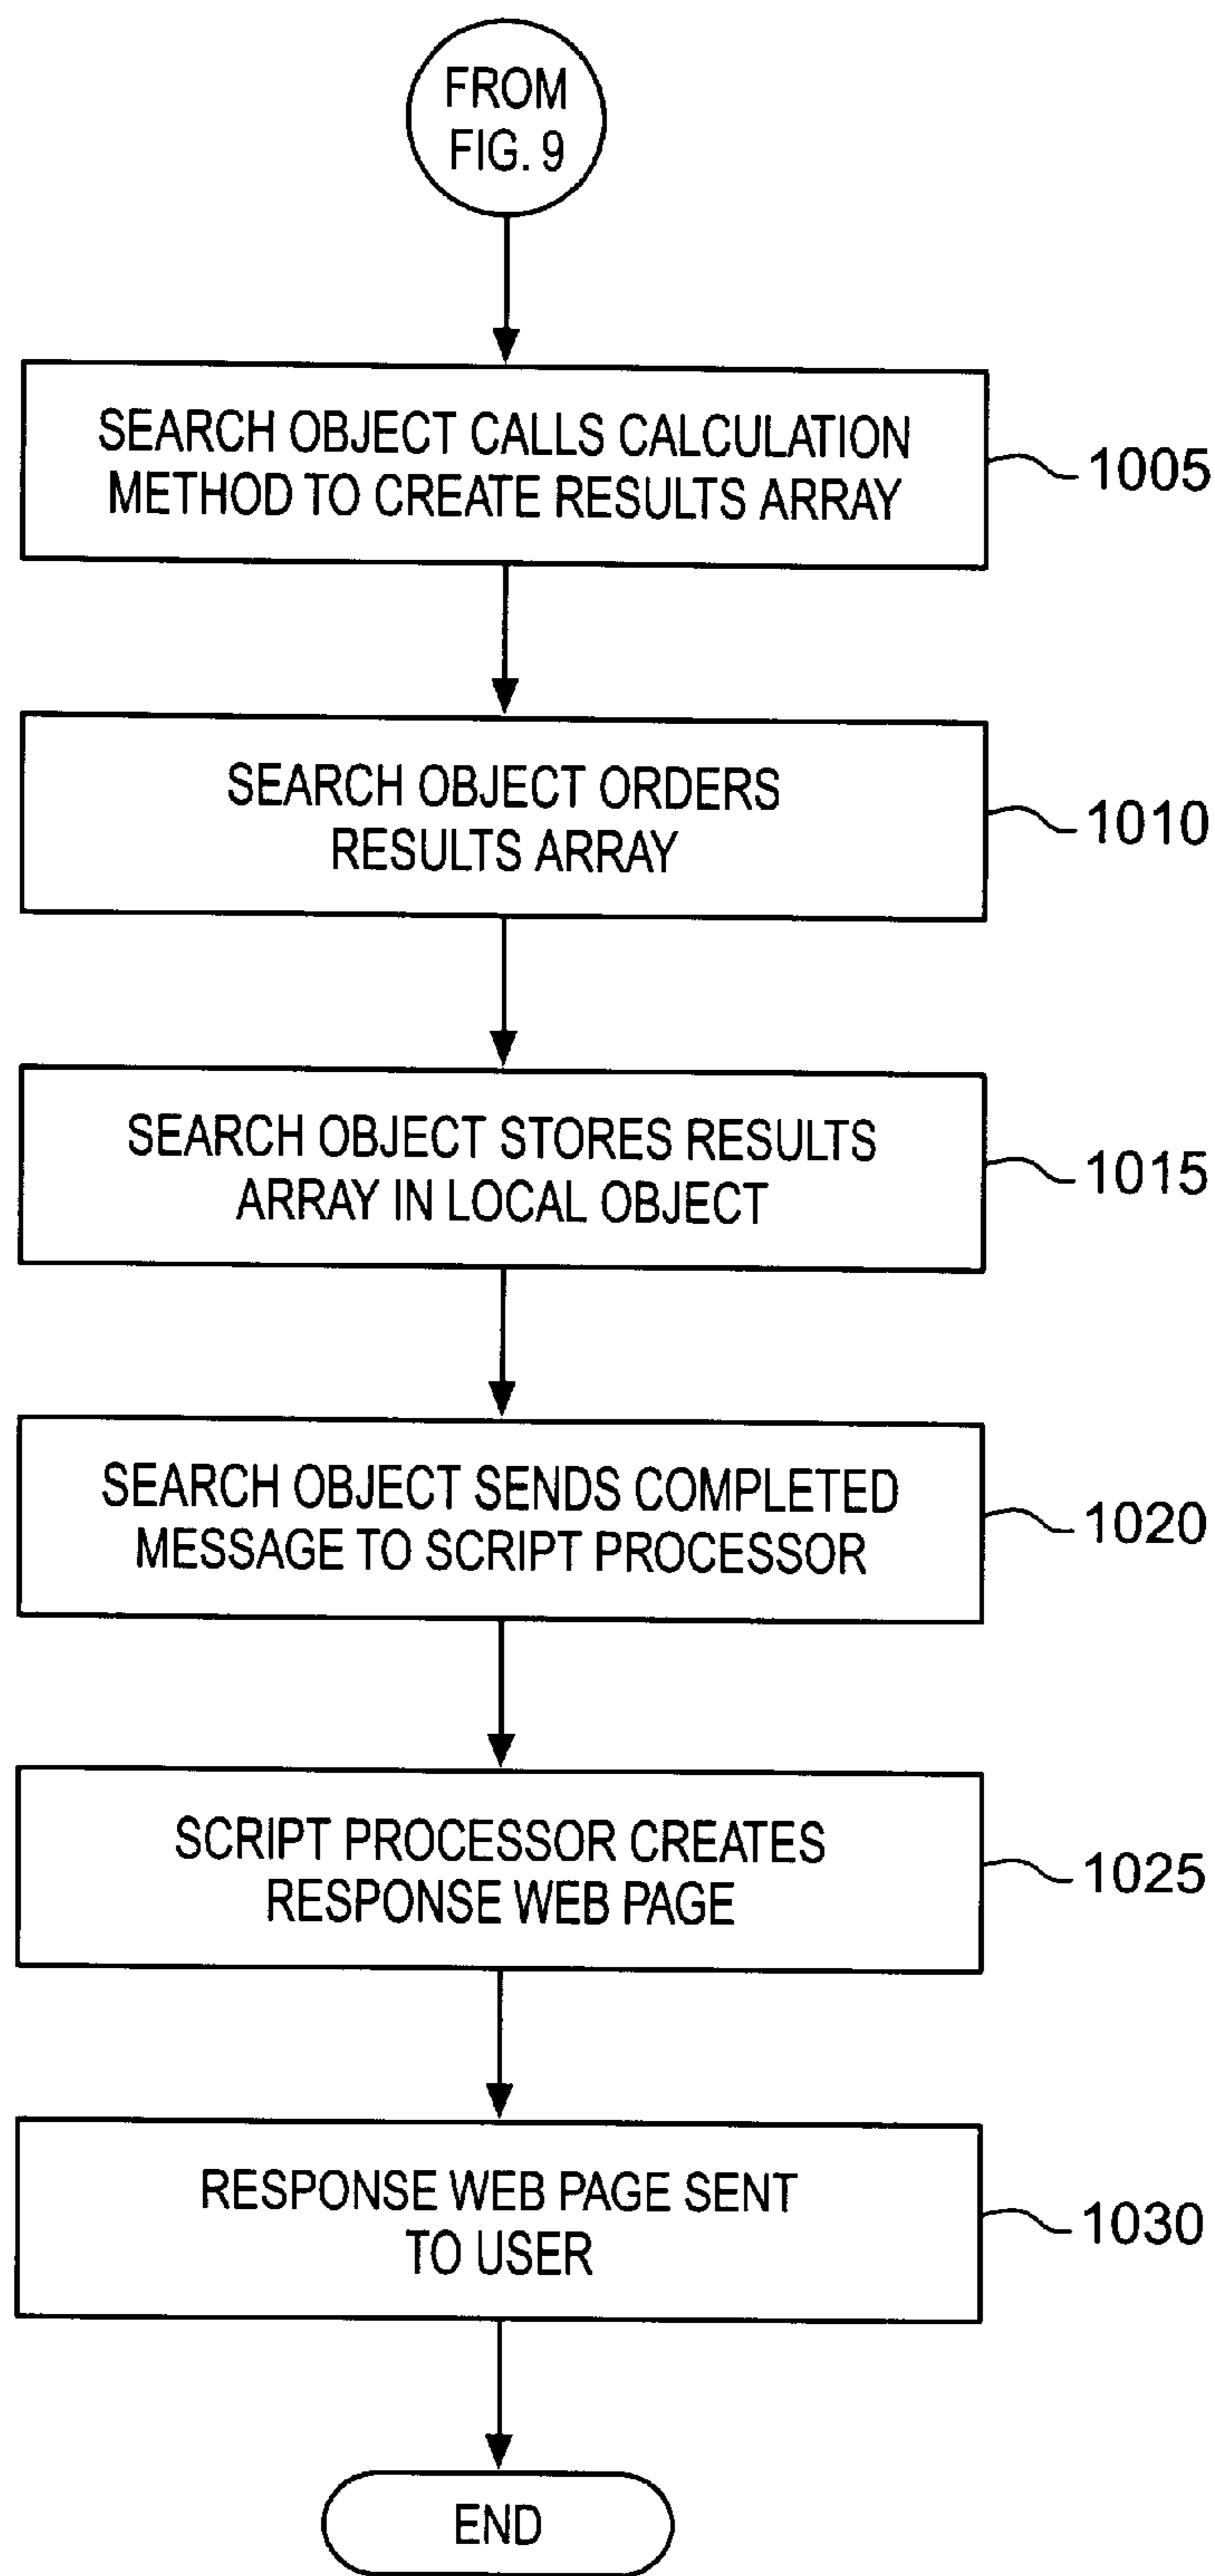 FROM
FIG. 9
SEARCH OBJECT CALLS CALCULATION
METHOD TO CREATE RESULTS ARRAY
1005
SEARCH OBJECT ORDERS
RESULTS ARRAY
1010
SEARCH OBJECT STORES RESULTS
ARRAY IN LOCAL OBJECT
1015
SEARCH OBJECT SENDS COMPLETED
MESSAGE TO SCRIPT PROCESSOR
1020
SCRIPT PROCESSOR CREATES
RESPONSE WEB PAGE
1025
RESPONSE WEB PAGE SENT
TO USER
1030
END